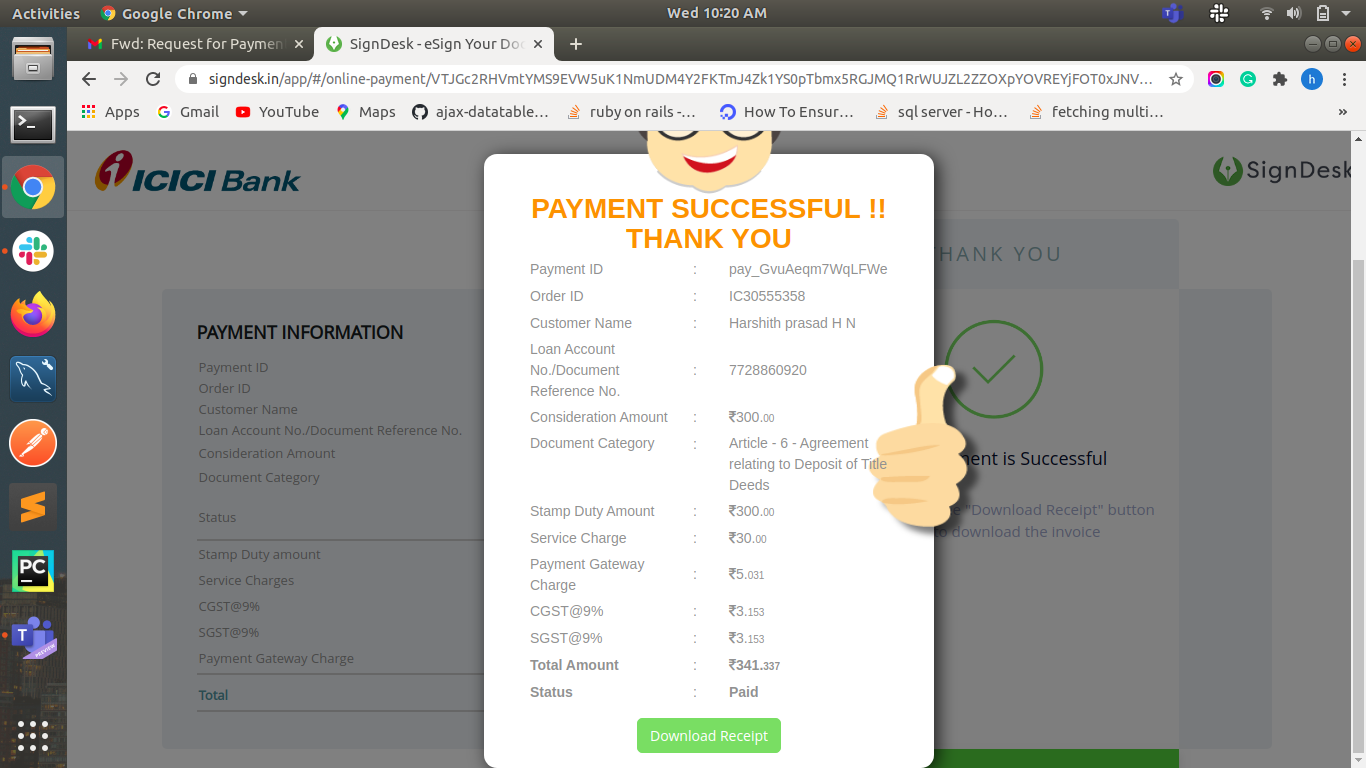 Activities
Google Chrome
Wed 10:20 AM
Fwd: Request for Paymen
SignDesk - eSign Your Doc
signdesk.in/app/#/online-payment/VTJGc2RHVmtYMS9EVW5uK1NmUDM4Y2FKTmJ4Zk1YS0pTbmx5RGJMQ1RrWUJZL2ZZOXpYOVREYjFOT0xJNV...
h
Apps
Gmail
YouTube
Maps
ajax-datatable...
ruby on rails -...
How To Ensur...
sql server - Ho...
fetching multi...
»
ICICI Bank
SignDesk
PAYMENT SUCCESSFUL !!
THANK YOU
Payment ID : pay_GvuAeqm7WqLFWe
Order ID : IC30555358
Customer Name : Harshith prasad H N
Loan Account
No./Document : 7728860920
Reference No.
Consideration Amount : ₹300.00
Document Category : Article - 6 - Agreement
relating to Deposit of Title
Deeds
Stamp Duty Amount : ₹300.00
Service Charge : ₹30.00
Payment Gateway
Charge : ₹5.031
CGST@9% : ₹3.153
SGST@9% : ₹3.153
Total Amount : ₹341.337
Status : Paid
Download Receipt
PAYMENT INFORMATION
Payment ID
Order ID
Customer Name
Loan Account No./Document Reference No.
Consideration Amount
Document Category
Status
Stamp Duty amount
Service Charges
CGST@9%
SGST@9%
Payment Gateway Charge
Total
HANK YOU
ment is Successful
"Download Receipt" button
to download the invoice
PC
T
PREVIEW